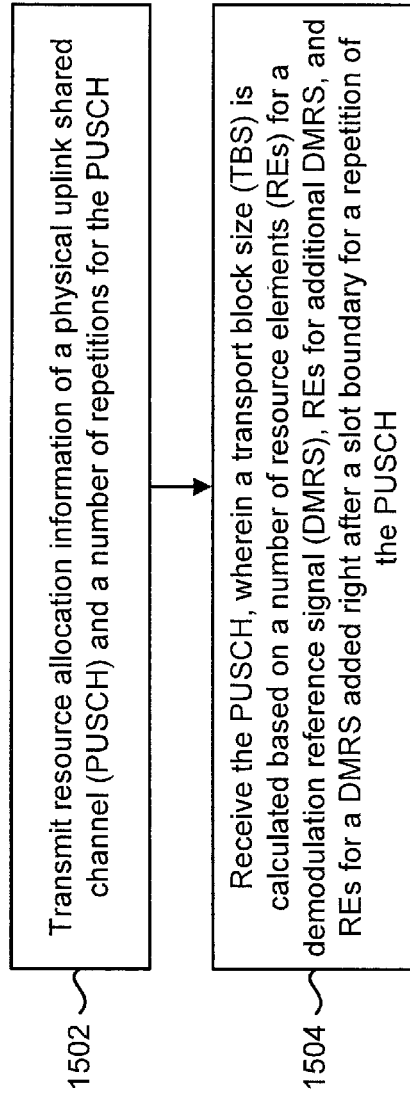 1502
Transmit resource allocation information of a physical uplink shared
channel (PUSCH) and a number of repetitions for the PUSCH
1504
Receive the PUSCH, wherein a transport block size (TBS) is
calculated based on a number of resource elements (REs) for a
demodulation reference signal (DMRS), REs for additional DMRS, and
REs for a DMRS added right after a slot boundary for a repetition of
the PUSCH